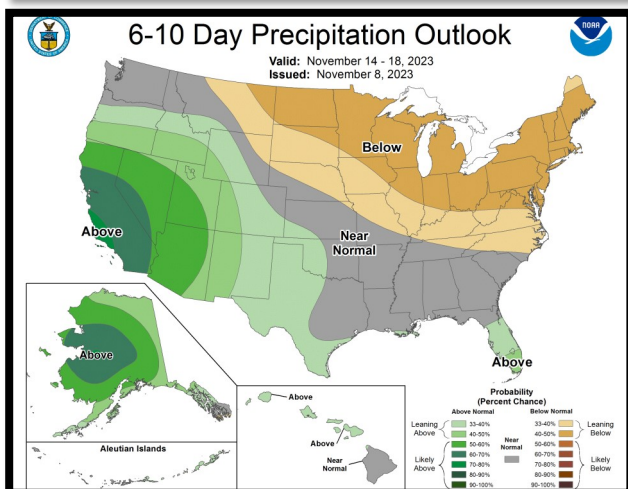 6-10 Day Precipitation Outlook
NOAA
Valid: November 14 - 18, 2023
Issued: November 8, 2023
Below
Above
Near
Normal
Above
Above
Aleutian Islands
Above
Above
Near
Normal
Probability
(Percent Chance)
Above Normal
Below Normal
Leaning
Above
33-40%
40-50%
50-60%
60-70%
70-80%
80-90%
90-100%
Likely
Above
Near
Normal
33-40%
40-50%
50-60%
60-70%
70-80%
80-90%
90-100%
Leaning
Below
Likely
Below